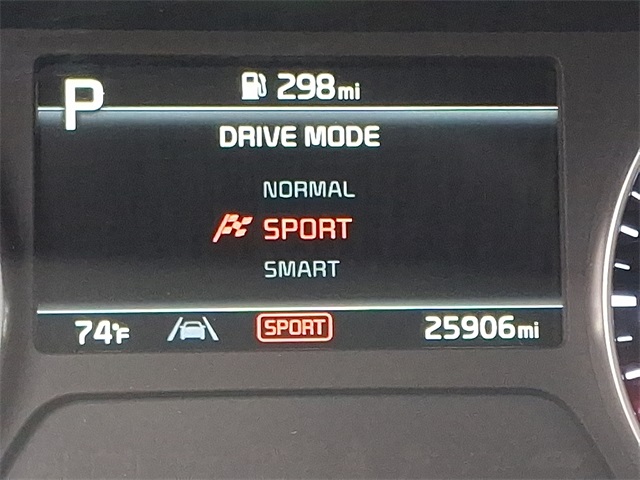 P 298mi
DRIVE MODE
NORMAL
SPORT
SMART
74°F SPORT 25906mi